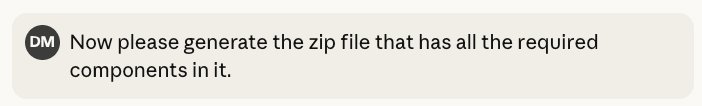 DM
Now please generate the zip file that has all the required
components in it.